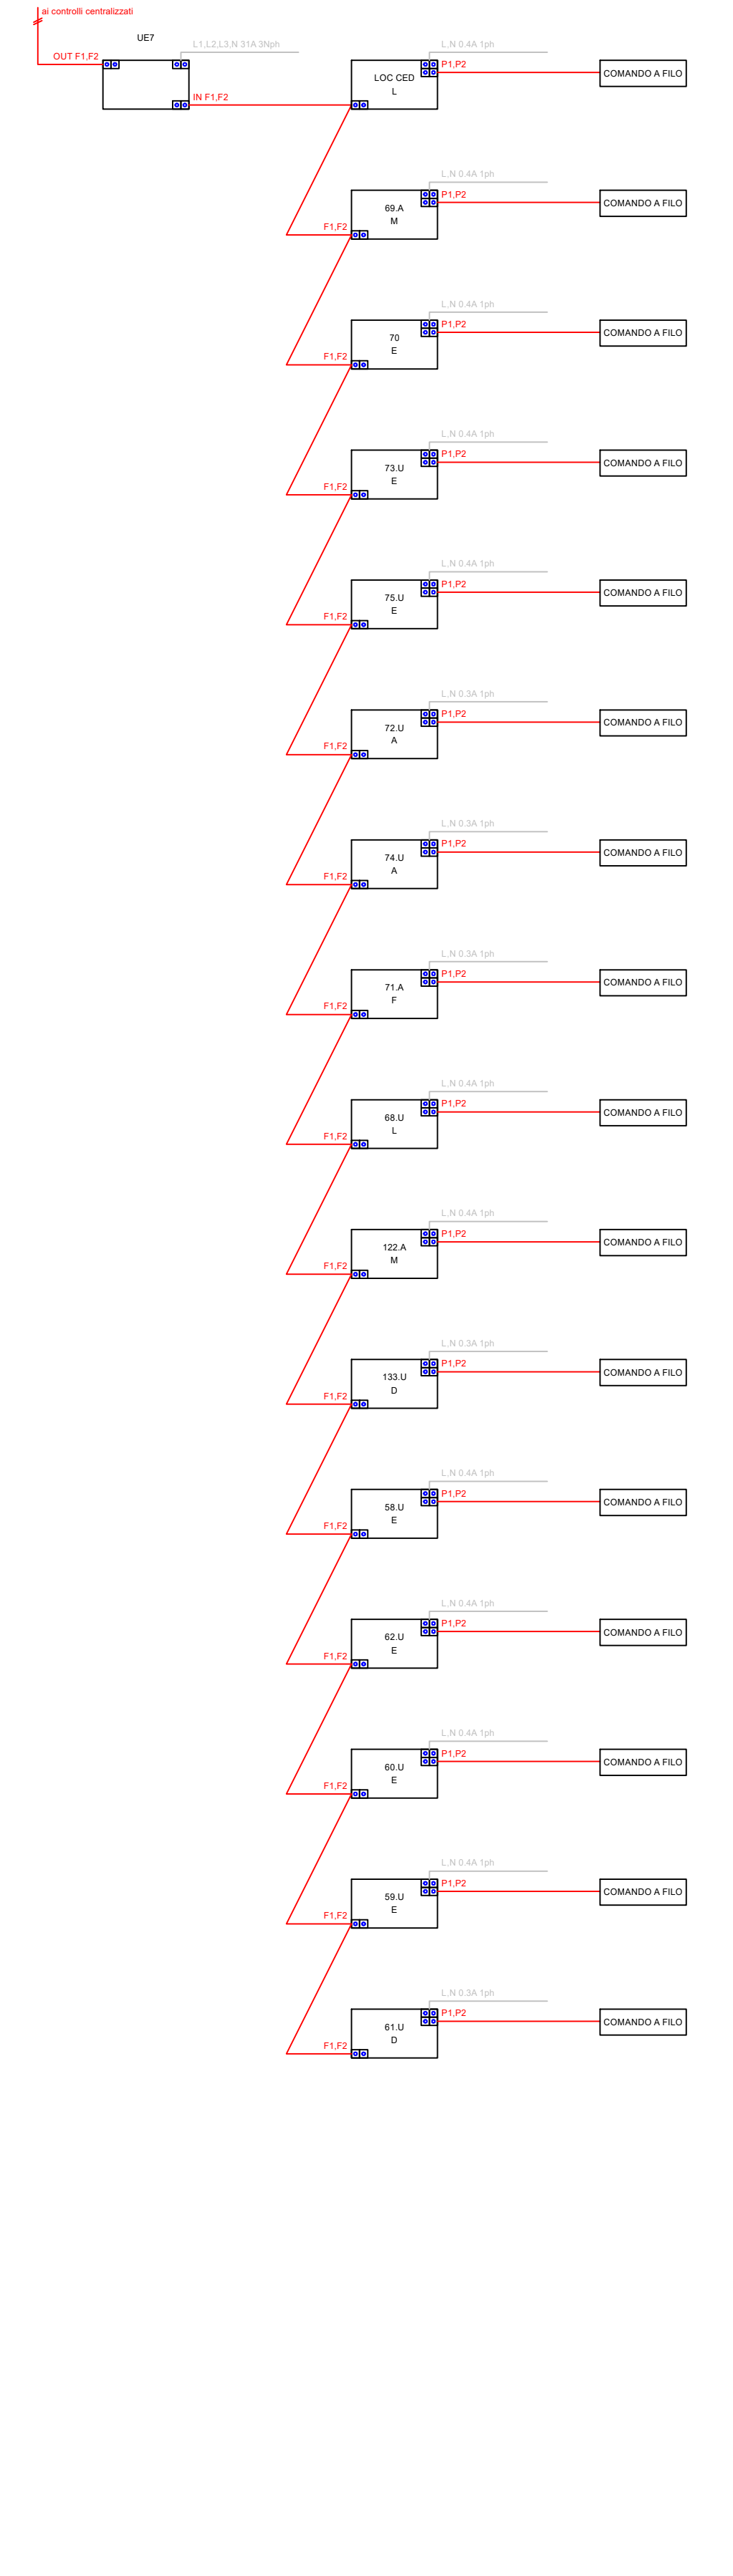 ai controlli centralizzati
UE7
OUT F1,F2
L1,L2,L3,N 31A 3Nph
IN F1,F2
L,N 0.4A 1ph
P1,P2
LOC CED
L
COMANDO A FILO
L,N 0.4A 1ph
P1,P2
69.A
M
COMANDO A FILO
F1,F2
L,N 0.4A 1ph
P1,P2
70
E
COMANDO A FILO
F1,F2
L,N 0.4A 1ph
P1,P2
73.U
E
COMANDO A FILO
F1,F2
L,N 0.4A 1ph
P1,P2
75.U
E
COMANDO A FILO
F1,F2
L,N 0.3A 1ph
P1,P2
72.U
A
COMANDO A FILO
F1,F2
L,N 0.3A 1ph
P1,P2
74.U
A
COMANDO A FILO
F1,F2
L,N 0.3A 1ph
P1,P2
71.A
F
COMANDO A FILO
F1,F2
L,N 0.4A 1ph
P1,P2
68.U
L
COMANDO A FILO
F1,F2
L,N 0.4A 1ph
P1,P2
122.A
M
COMANDO A FILO
F1,F2
L,N 0.3A 1ph
P1,P2
133.U
D
COMANDO A FILO
F1,F2
L,N 0.4A 1ph
P1,P2
58.U
E
COMANDO A FILO
F1,F2
L,N 0.4A 1ph
P1,P2
62.U
E
COMANDO A FILO
F1,F2
L,N 0.4A 1ph
P1,P2
60.U
E
COMANDO A FILO
F1,F2
L,N 0.4A 1ph
P1,P2
59.U
E
COMANDO A FILO
F1,F2
L,N 0.3A 1ph
P1,P2
61.U
D
COMANDO A FILO
F1,F2